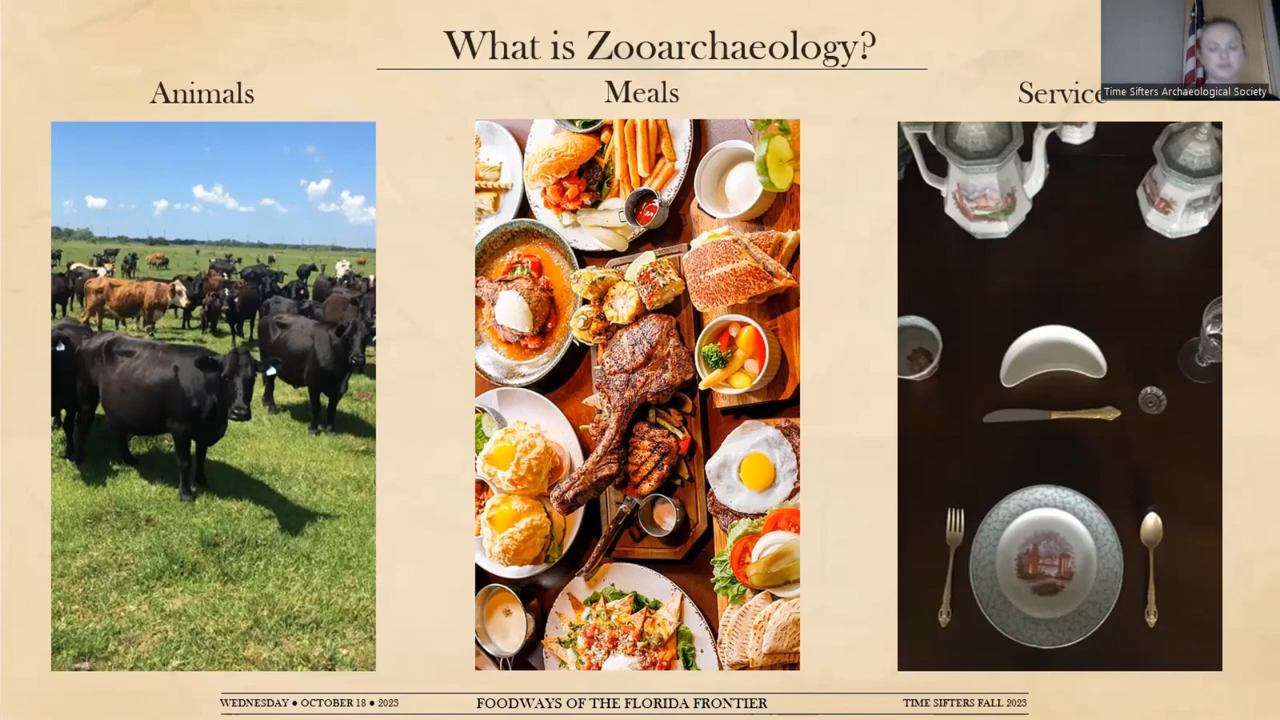 What is Zooarchaeology?
Animals
Meals
Service
Time Sifters Archaeological Society
WEDNESDAY ● OCTOBER 18 ● 2023
FOODWAYS OF THE FLORIDA FRONTIER
TIME SIFTERS FALL 2023